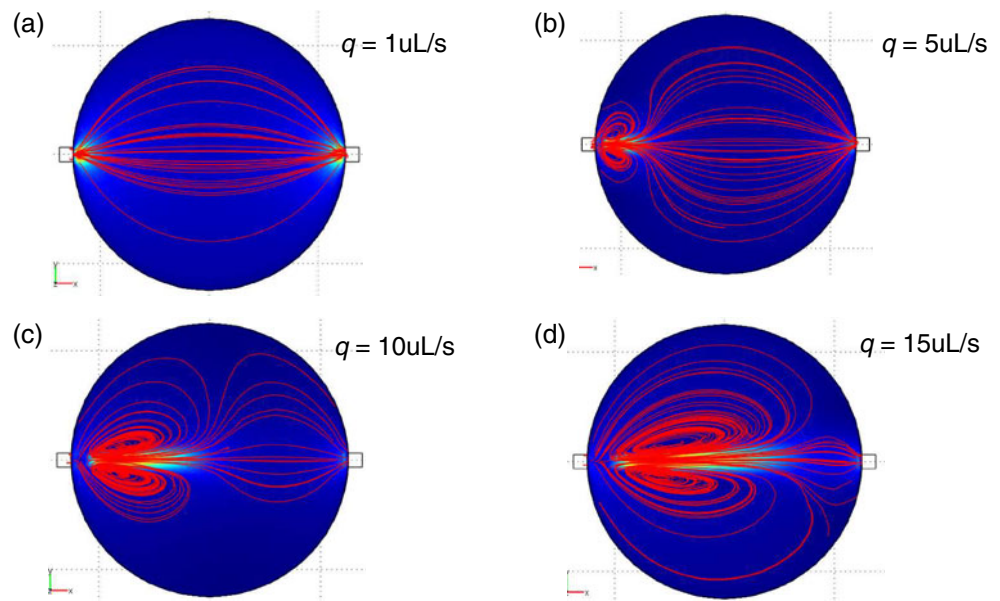 (a)
q = 1uL/s
(b)
q = 5uL/s
y
z
x
x
(c)
q = 10uL/s
(d)
q = 15uL/s
y
z
x
x